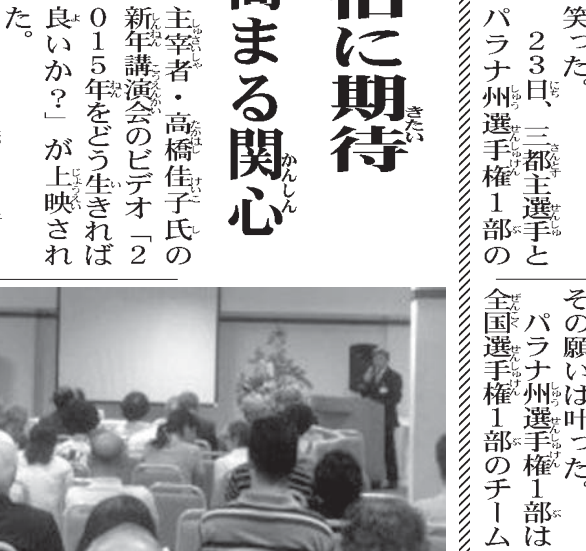 笑った。
　２３日、三都主選手と
パラナ州選手権１部の
その願いは叶った。
　パラナ州選手権１部は
全国選手権１部のチーム
に期待
高まる関心
主宰者・高橋佳子氏の
新年講演会のビデオ「２
０１５年をどう生きれば
良いか？」が上映され
た。